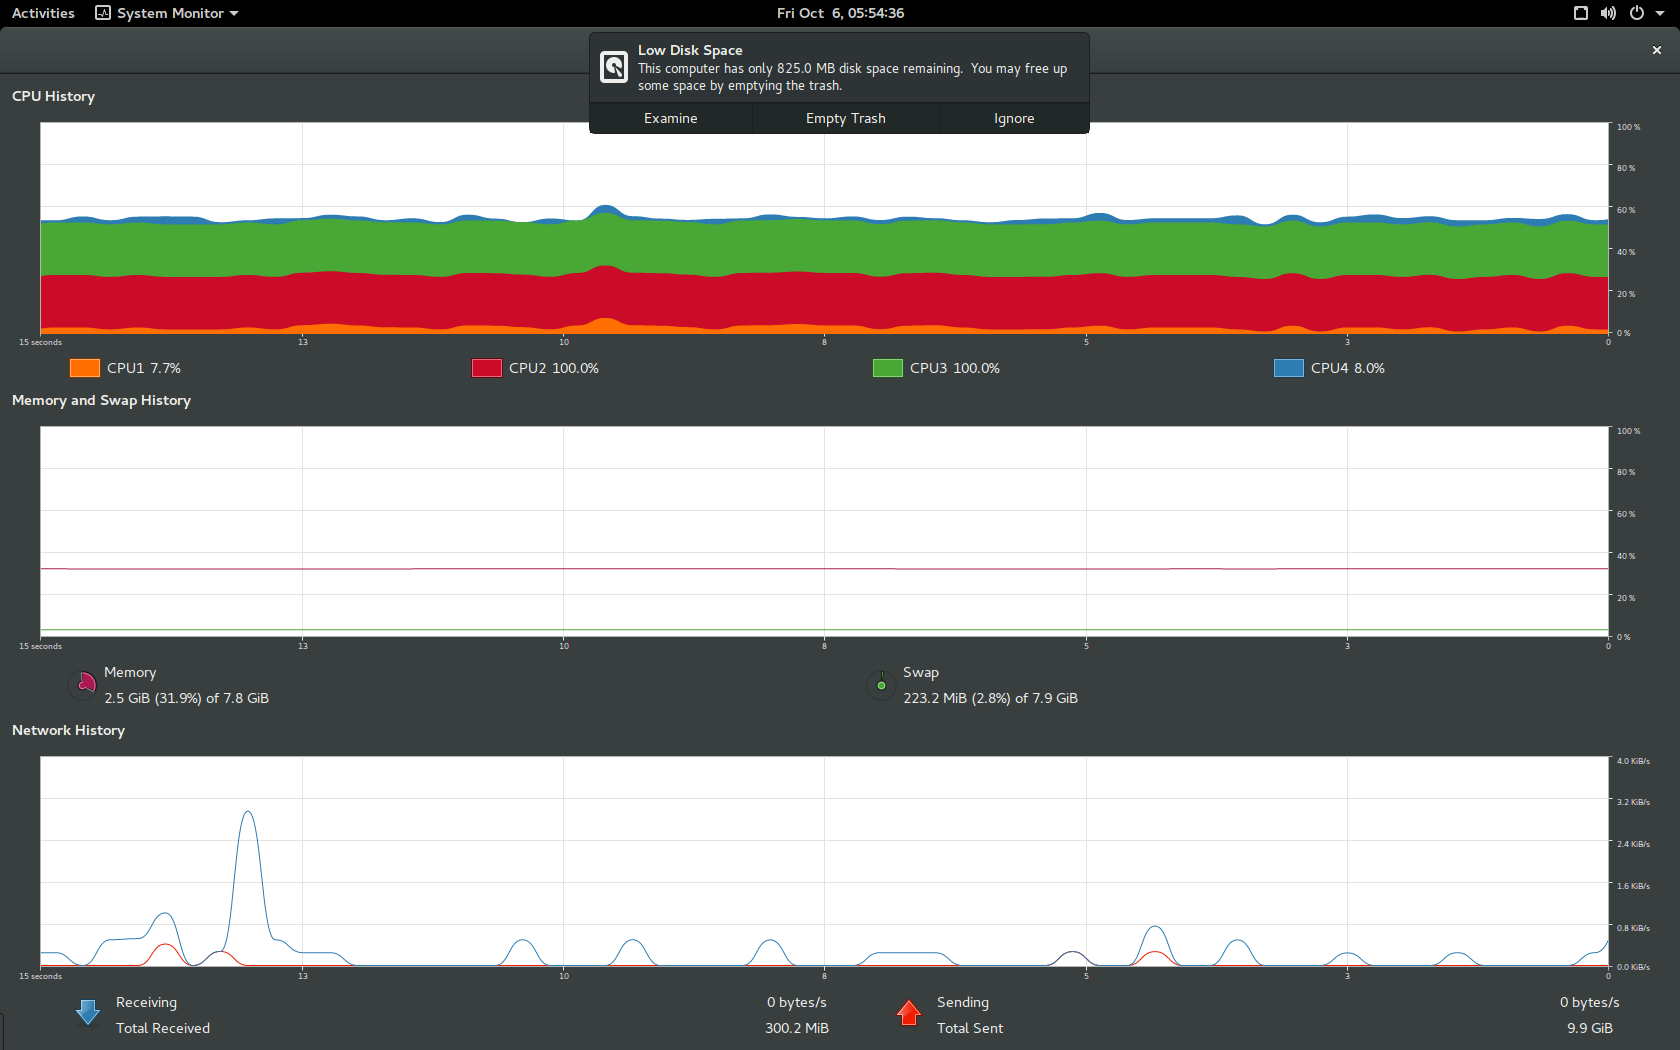 Activities
System Monitor
Fri Oct  6, 05:54:36
Low Disk Space
This computer has only 825.0 MB disk space remaining.  You may free up
some space by emptying the trash.
Examine
Empty Trash
Ignore
CPU History
100 %
80 %
60 %
40 %
20 %
0 %
15 seconds
13
10
8
5
3
0
CPU1 7.7%
CPU2 100.0%
CPU3 100.0%
CPU4 8.0%
Memory and Swap History
100 %
80 %
60 %
40 %
20 %
0 %
15 seconds
13
10
8
5
3
0
Memory
2.5 GiB (31.9%) of 7.8 GiB
Swap
223.2 MiB (2.8%) of 7.9 GiB
Network History
4.0 KiB/s
3.2 KiB/s
2.4 KiB/s
1.6 KiB/s
0.8 KiB/s
0.0 KiB/s
15 seconds
13
10
8
5
3
0
Receiving
0 bytes/s
Total Received
300.2 MiB
Sending
0 bytes/s
Total Sent
9.9 GiB